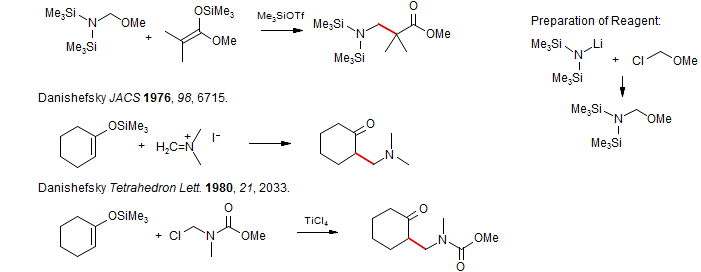 Me₃Si N OMe OSiMe₃ Me₃SiOTf Me₃Si N O OMe
Me₃Si + OMe Me₃Si
Preparation of Reagent:
Me₃Si N Li + Cl OMe
Me₃Si
Me₃Si N OMe
Me₃Si
Danishefsky JACS 1976, 98, 6715.
OSiMe₃ + H₂C=N + I⁻ O N
Danishefsky Tetrahedron Lett. 1980, 21, 2033.
OSiMe₃ + Cl N O OMe TiCl₄ O N OMe
O